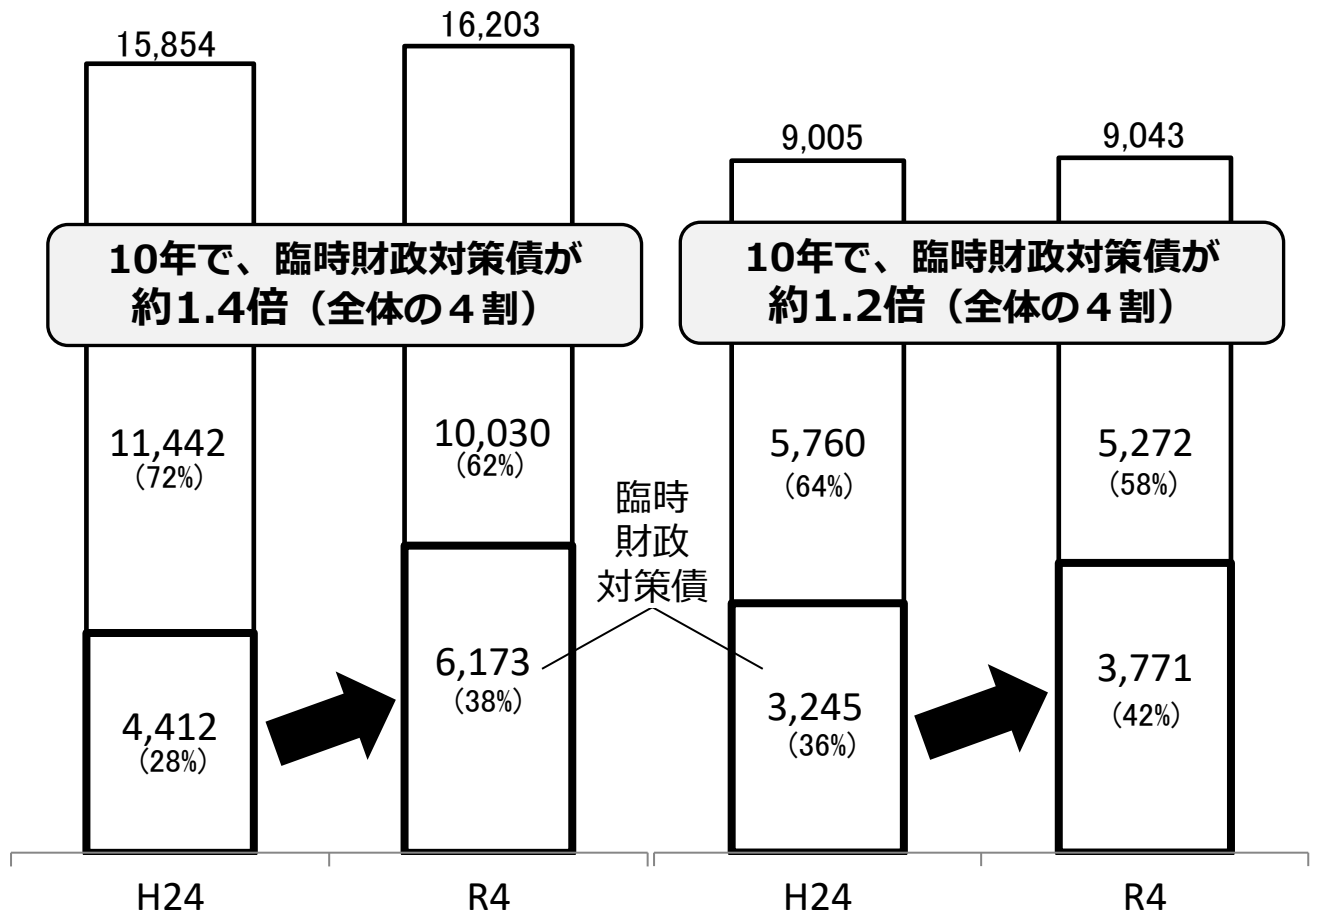 15,854
16,203
10年で、臨時財政対策債が
約1.4倍（全体の４割）
11,442
(72%)
10,030
(62%)
4,412
(28%)
6,173
(38%)
H24
R4
臨時
財政
対策債
9,005
9,043
10年で、臨時財政対策債が
約1.2倍（全体の４割）
5,760
(64%)
5,272
(58%)
3,245
(36%)
3,771
(42%)
H24
R4